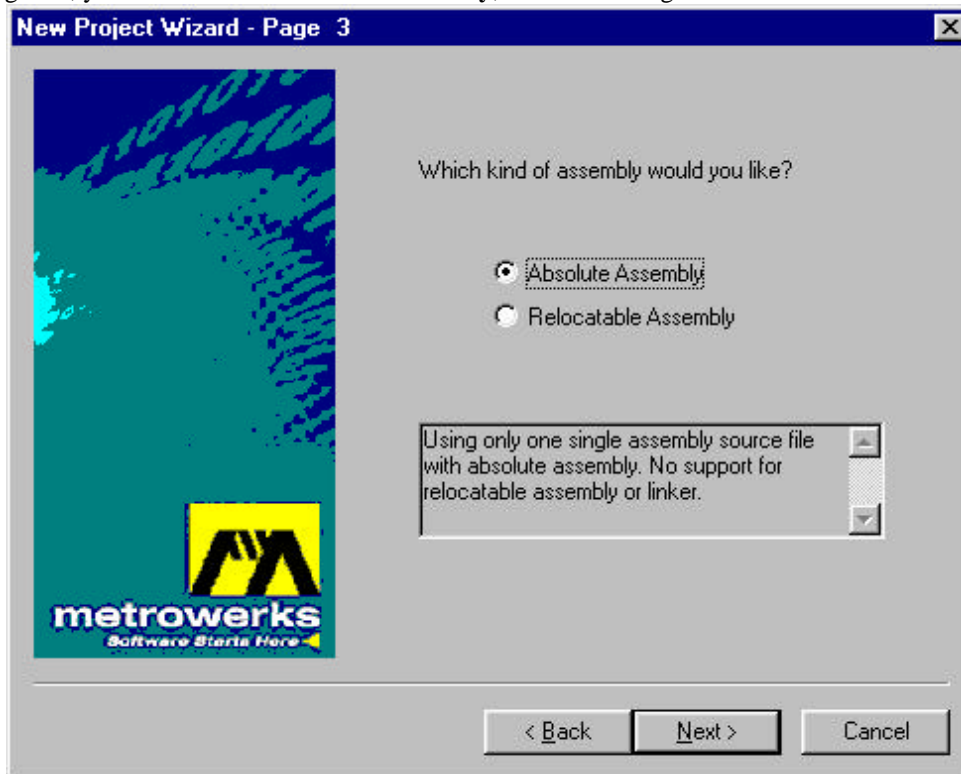 New Project Wizard - Page 3
Which kind of assembly would you like?
Absolute Assembly
Relocatable Assembly
Using only one single assembly source file
with absolute assembly. No support for
relocatable assembly or linker.
metrowerks
Software Starts Here
< Back
Next >
Cancel